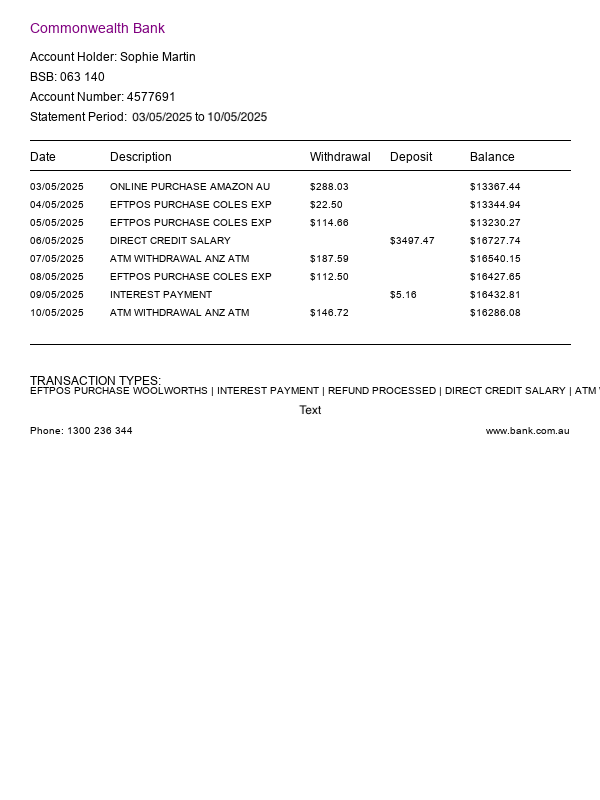 Commonwealth Bank
Account Holder: Sophie Martin
BSB: 063 140
Account Number: 4577691
Statement Period: 03/05/2025 to 10/05/2025
Date Description Withdrawal Deposit Balance
03/05/2025 ONLINE PURCHASE AMAZON AU $288.03 $13367.44
04/05/2025 EFTPOS PURCHASE COLES EXP $22.50 $13344.94
05/05/2025 EFTPOS PURCHASE COLES EXP $114.66 $13230.27
06/05/2025 DIRECT CREDIT SALARY $3497.47 $16727.74
07/05/2025 ATM WITHDRAWAL ANZ ATM $187.59 $16540.15
08/05/2025 EFTPOS PURCHASE COLES EXP $112.50 $16427.65
09/05/2025 INTEREST PAYMENT $5.16 $16432.81
10/05/2025 ATM WITHDRAWAL ANZ ATM $146.72 $16286.08
TRANSACTION TYPES:
EFTPOS PURCHASE WOOLWORTHS | INTEREST PAYMENT | REFUND PROCESSED | DIRECT CREDIT SALARY | ATM
Text
Phone: 1300 236 344 www.bank.com.au